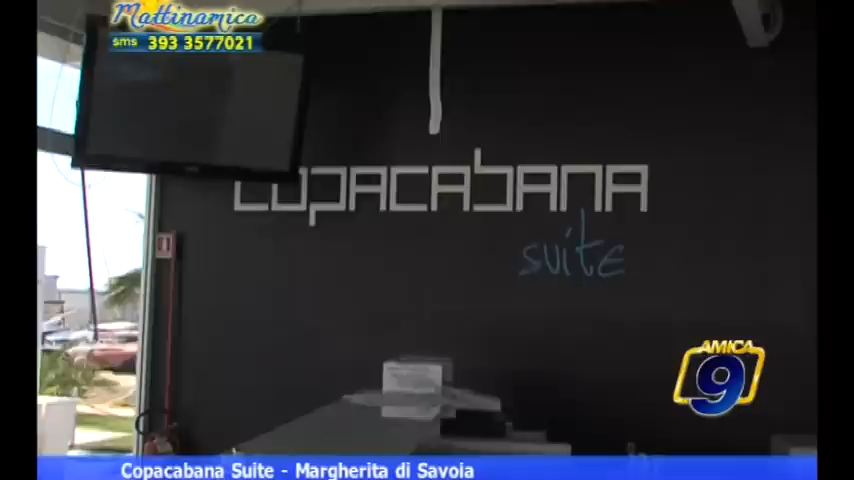 Mattinamica
sms 393 3577021
copacabana
suite
AMICA
9
Copacabana Suite - Margherita di Savoia